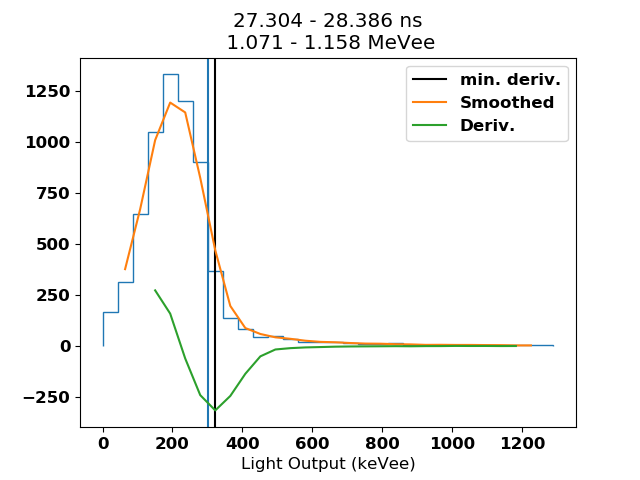 27.304 - 28.386 ns
1.071 - 1.158 MeVee
min. deriv.
Smoothed
Deriv.
1250
1000
750
500
250
0
−250
0 200 400 600 800 1000 1200
Light Output (keVee)